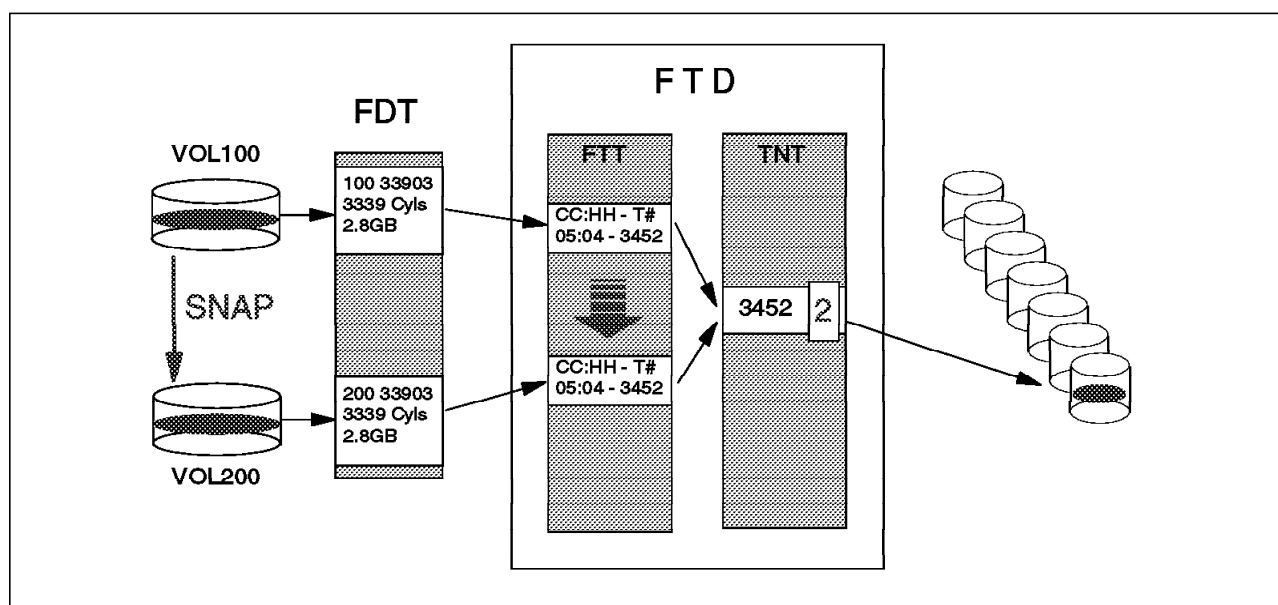 F T D
FDT
FTT
TNT
VOL100
100 33903
3339 Cyls
2.8GB
CC:HH - T#
05:04 - 3452
SNAP
3452
2
CC:HH - T#
05:04 - 3452
200 33903
3339 Cyls
2.8GB
VOL200